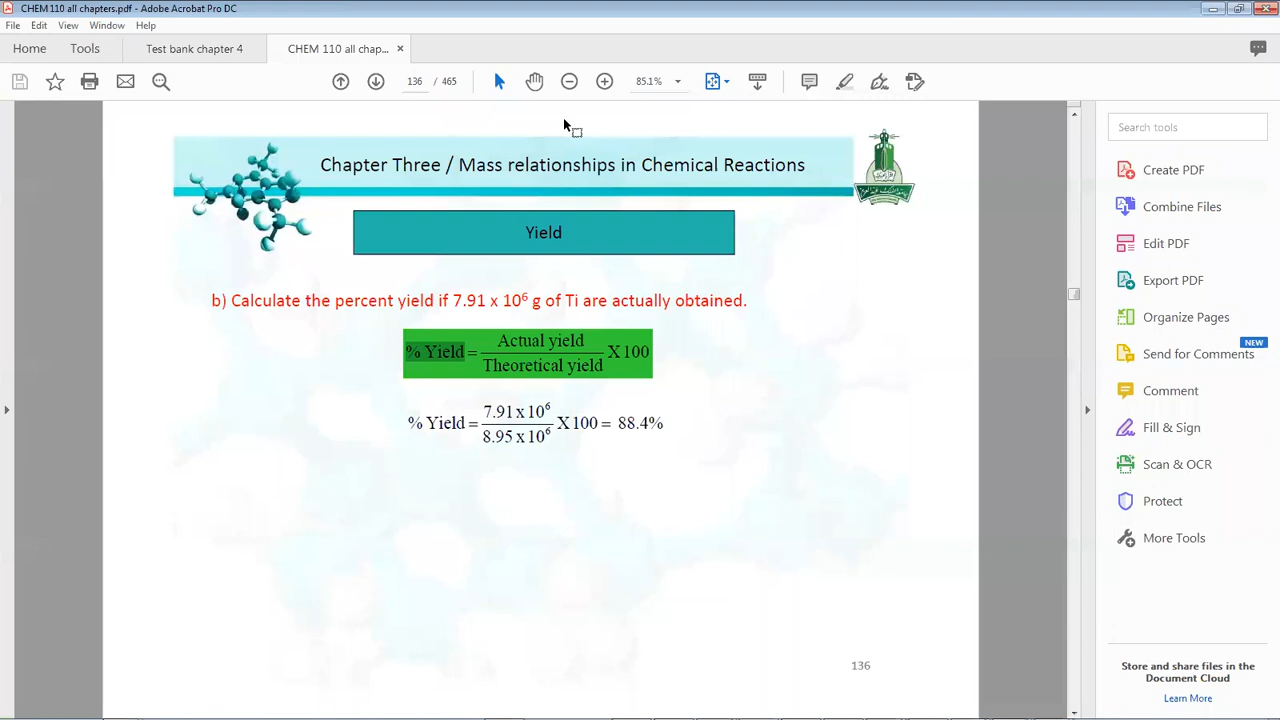 CHEM 110 all chapters.pdf - Adobe Acrobat Pro DC
File Edit View Window Help
Home Tools Test bank chapter 4 CHEM 110 all chap... ×
136 / 465 85.1%
Search tools
Chapter Three / Mass relationships in Chemical Reactions
Yield
b) Calculate the percent yield if 7.91 x 10⁶ g of Ti are actually obtained.
% Yield = Actual yield / Theoretical yield X 100
% Yield = 7.91 x 10⁶ / 8.95 x 10⁶ X 100 = 88.4%
136
Create PDF
Combine Files
Edit PDF
Export PDF
Organize Pages
NEW
Send for Comments
Comment
Fill & Sign
Scan & OCR
Protect
More Tools
Store and share files in the
Document Cloud
Learn More